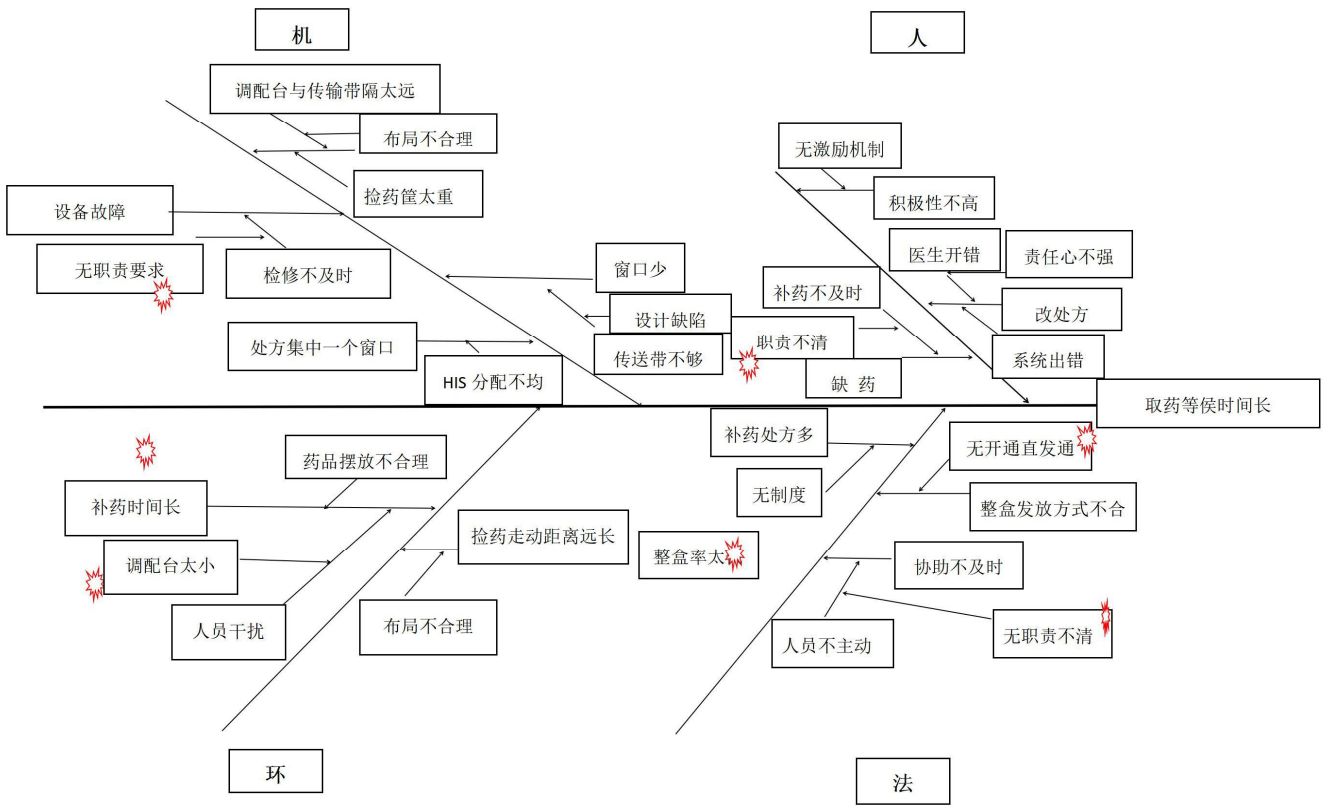 机
人
调配台与传输带隔太远
布局不合理
捡药筐太重
设备故障
无职责要求
检修不及时
窗口少
设计缺陷
传送带不够
处方集中一个窗口
HIS 分配不均
无激励机制
积极性不高
医生开错
责任心不强
补药不及时
改处方
职责不清
系统出错
缺 药
取药等侯时间长
药品摆放不合理
补药时间长
调配台太小
人员干扰
捡药走动距离远长
布局不合理
补药处方多
无制度
无开通直发通
整盒发放方式不合
整盒率太
协助不及时
人员不主动
无职责不清
环
法